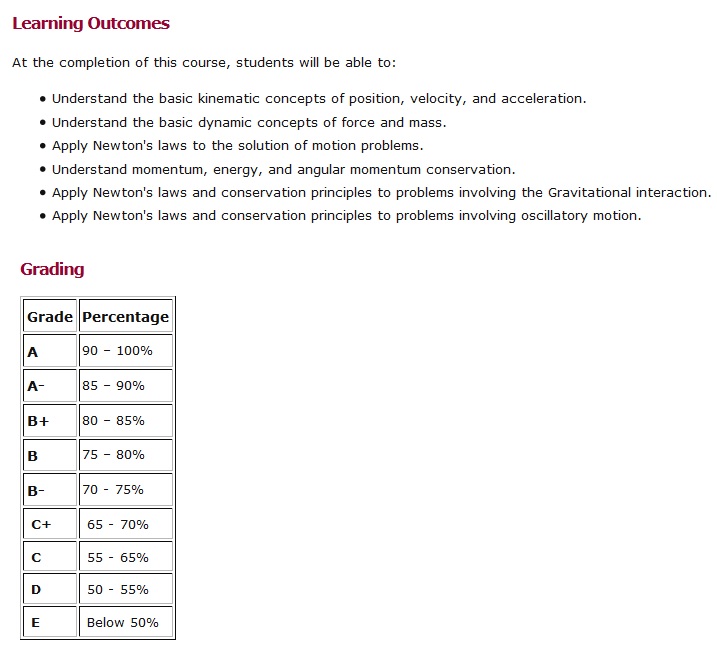 Learning Outcomes
At the completion of this course, students will be able to:
• Understand the basic kinematic concepts of position, velocity, and acceleration.
• Understand the basic dynamic concepts of force and mass.
• Apply Newton's laws to the solution of motion problems.
• Understand momentum, energy, and angular momentum conservation.
• Apply Newton's laws and conservation principles to problems involving the Gravitational interaction.
• Apply Newton's laws and conservation principles to problems involving oscillatory motion.
Grading
Grade Percentage
A 90 – 100%
A- 85 – 90%
B+ 80 – 85%
B 75 – 80%
B- 70 - 75%
C+ 65 - 70%
C 55 - 65%
D 50 - 55%
E Below 50%